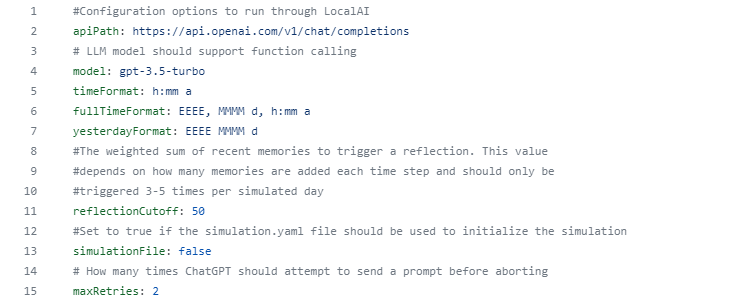 1 #Configuration options to run through LocalAI
2 apiPath: https://api.openai.com/v1/chat/completions
3 # LLM model should support function calling
4 model: gpt-3.5-turbo
5 timeFormat: h:mm a
6 fullTimeFormat: EEEE, MMMM d, h:mm a
7 yesterdayFormat: EEEE MMMM d
8 #The weighted sum of recent memories to trigger a reflection. This value
9 #depends on how many memories are added each time step and should only be
10 #triggered 3-5 times per simulated day
11 reflectionCutoff: 50
12 #Set to true if the simulation.yaml file should be used to initialize the simulation
13 simulationFile: false
14 # How many times ChatGPT should attempt to send a prompt before aborting
15 maxRetries: 2